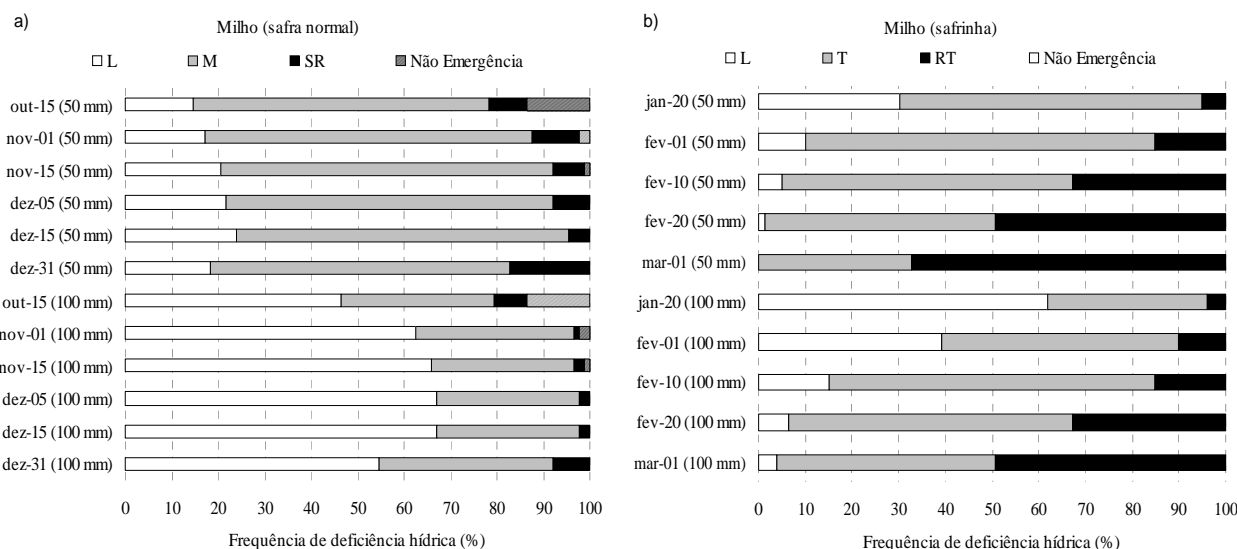 a)
Milho (safra normal)
L M SR Não Emergência
out-15 (50 mm)
nov-01 (50 mm)
nov-15 (50 mm)
dez-05 (50 mm)
dez-15 (50 mm)
dez-31 (50 mm)
out-15 (100 mm)
nov-01 (100 mm)
nov-15 (100 mm)
dez-05 (100 mm)
dez-15 (100 mm)
dez-31 (100 mm)
0 10 20 30 40 50 60 70 80 90 100
Frequência de deficiência hídrica (%)
b)
Milho (safrinha)
L T RT Não Emergência
jan-20 (50 mm)
fev-01 (50 mm)
fev-10 (50 mm)
fev-20 (50 mm)
mar-01 (50 mm)
jan-20 (100 mm)
fev-01 (100 mm)
fev-10 (100 mm)
fev-20 (100 mm)
mar-01 (100 mm)
0 10 20 30 40 50 60 70 80 90 100
Frequência de deficiência hídrica (%)